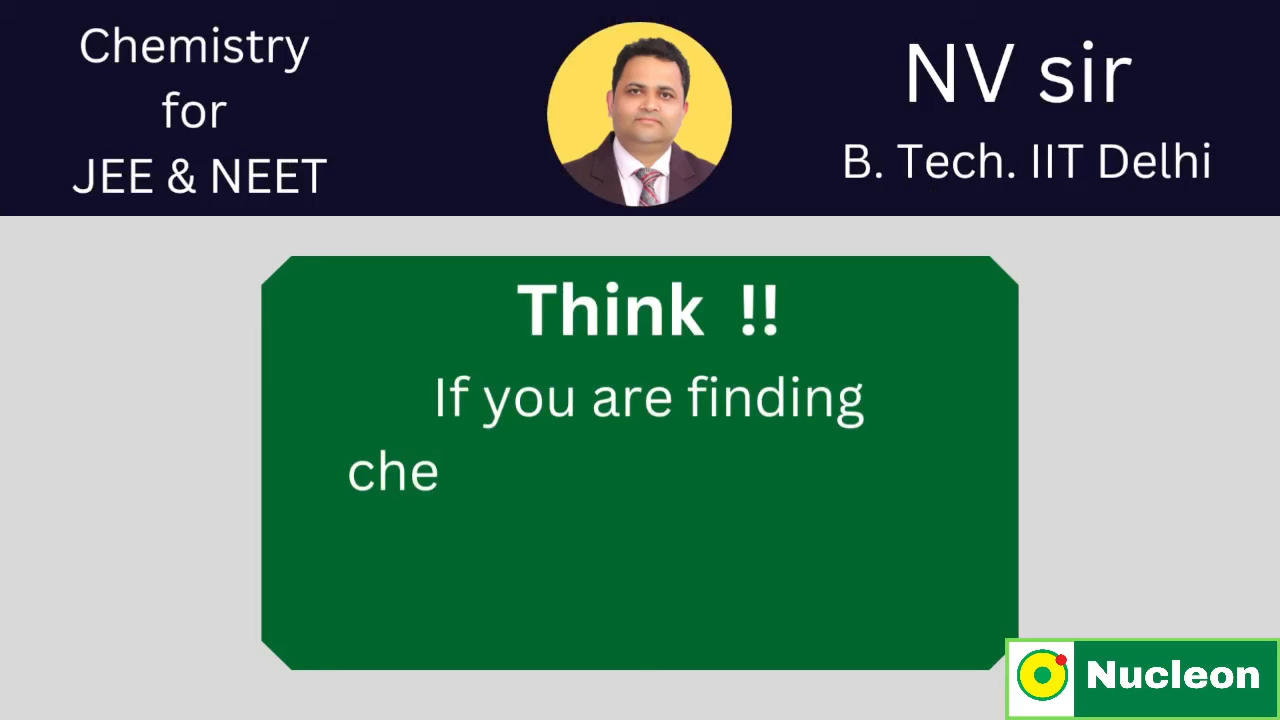 Chemistry
for
JEE & NEET
NV sir
B. Tech. IIT Delhi
Think !!
If you are finding
che
Nucleon